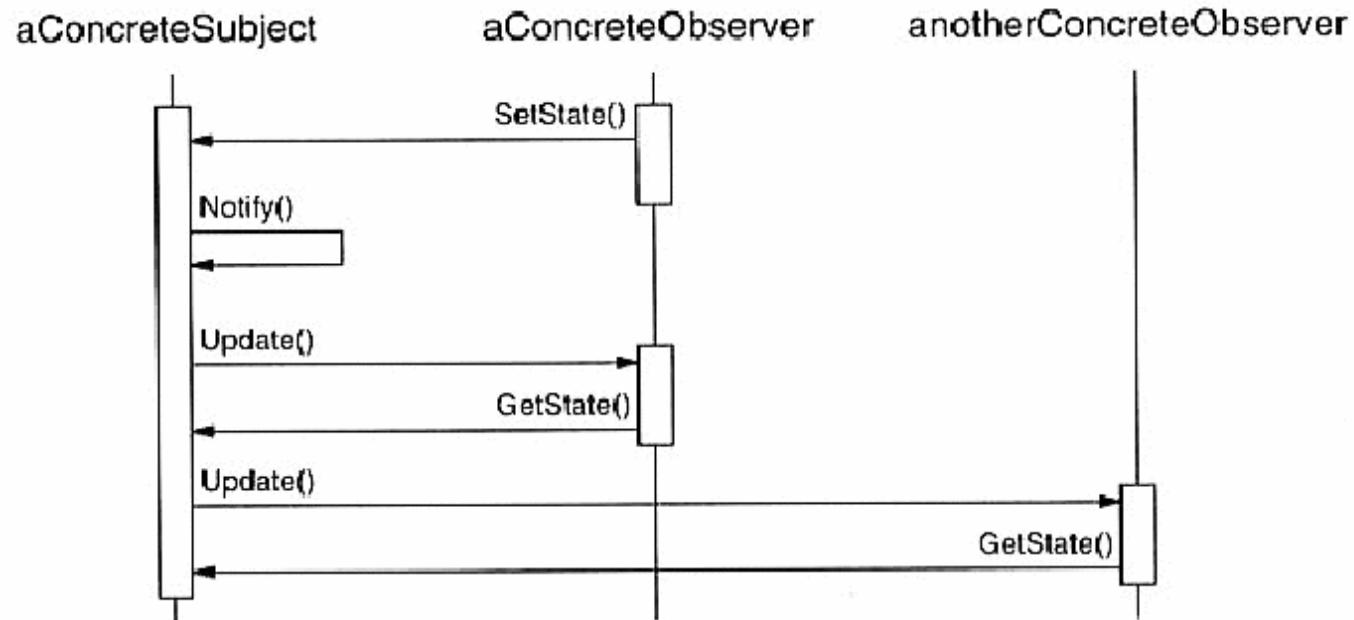 aConcreteSubject aConcreteObserver anotherConcreteObserver
SetState()
Notify()
Update()
GetState()
Update()
GetState()